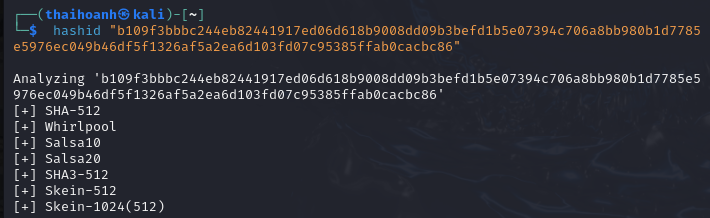 ┌──(thaihoanh㉿kali)-[~]
└─$ hashid "b109f3bbbc244eb82441917ed06d618b9008dd09b3befd1b5e07394c706a8bb980b1d7785
e5976ec049b46df5f1326af5a2ea6d103fd07c95385ffab0cacbc86"
Analyzing 'b109f3bbbc244eb82441917ed06d618b9008dd09b3befd1b5e07394c706a8bb980b1d7785e5
976ec049b46df5f1326af5a2ea6d103fd07c95385ffab0cacbc86'
[+] SHA-512
[+] Whirlpool
[+] Salsa10
[+] Salsa20
[+] SHA3-512
[+] Skein-512
[+] Skein-1024(512)